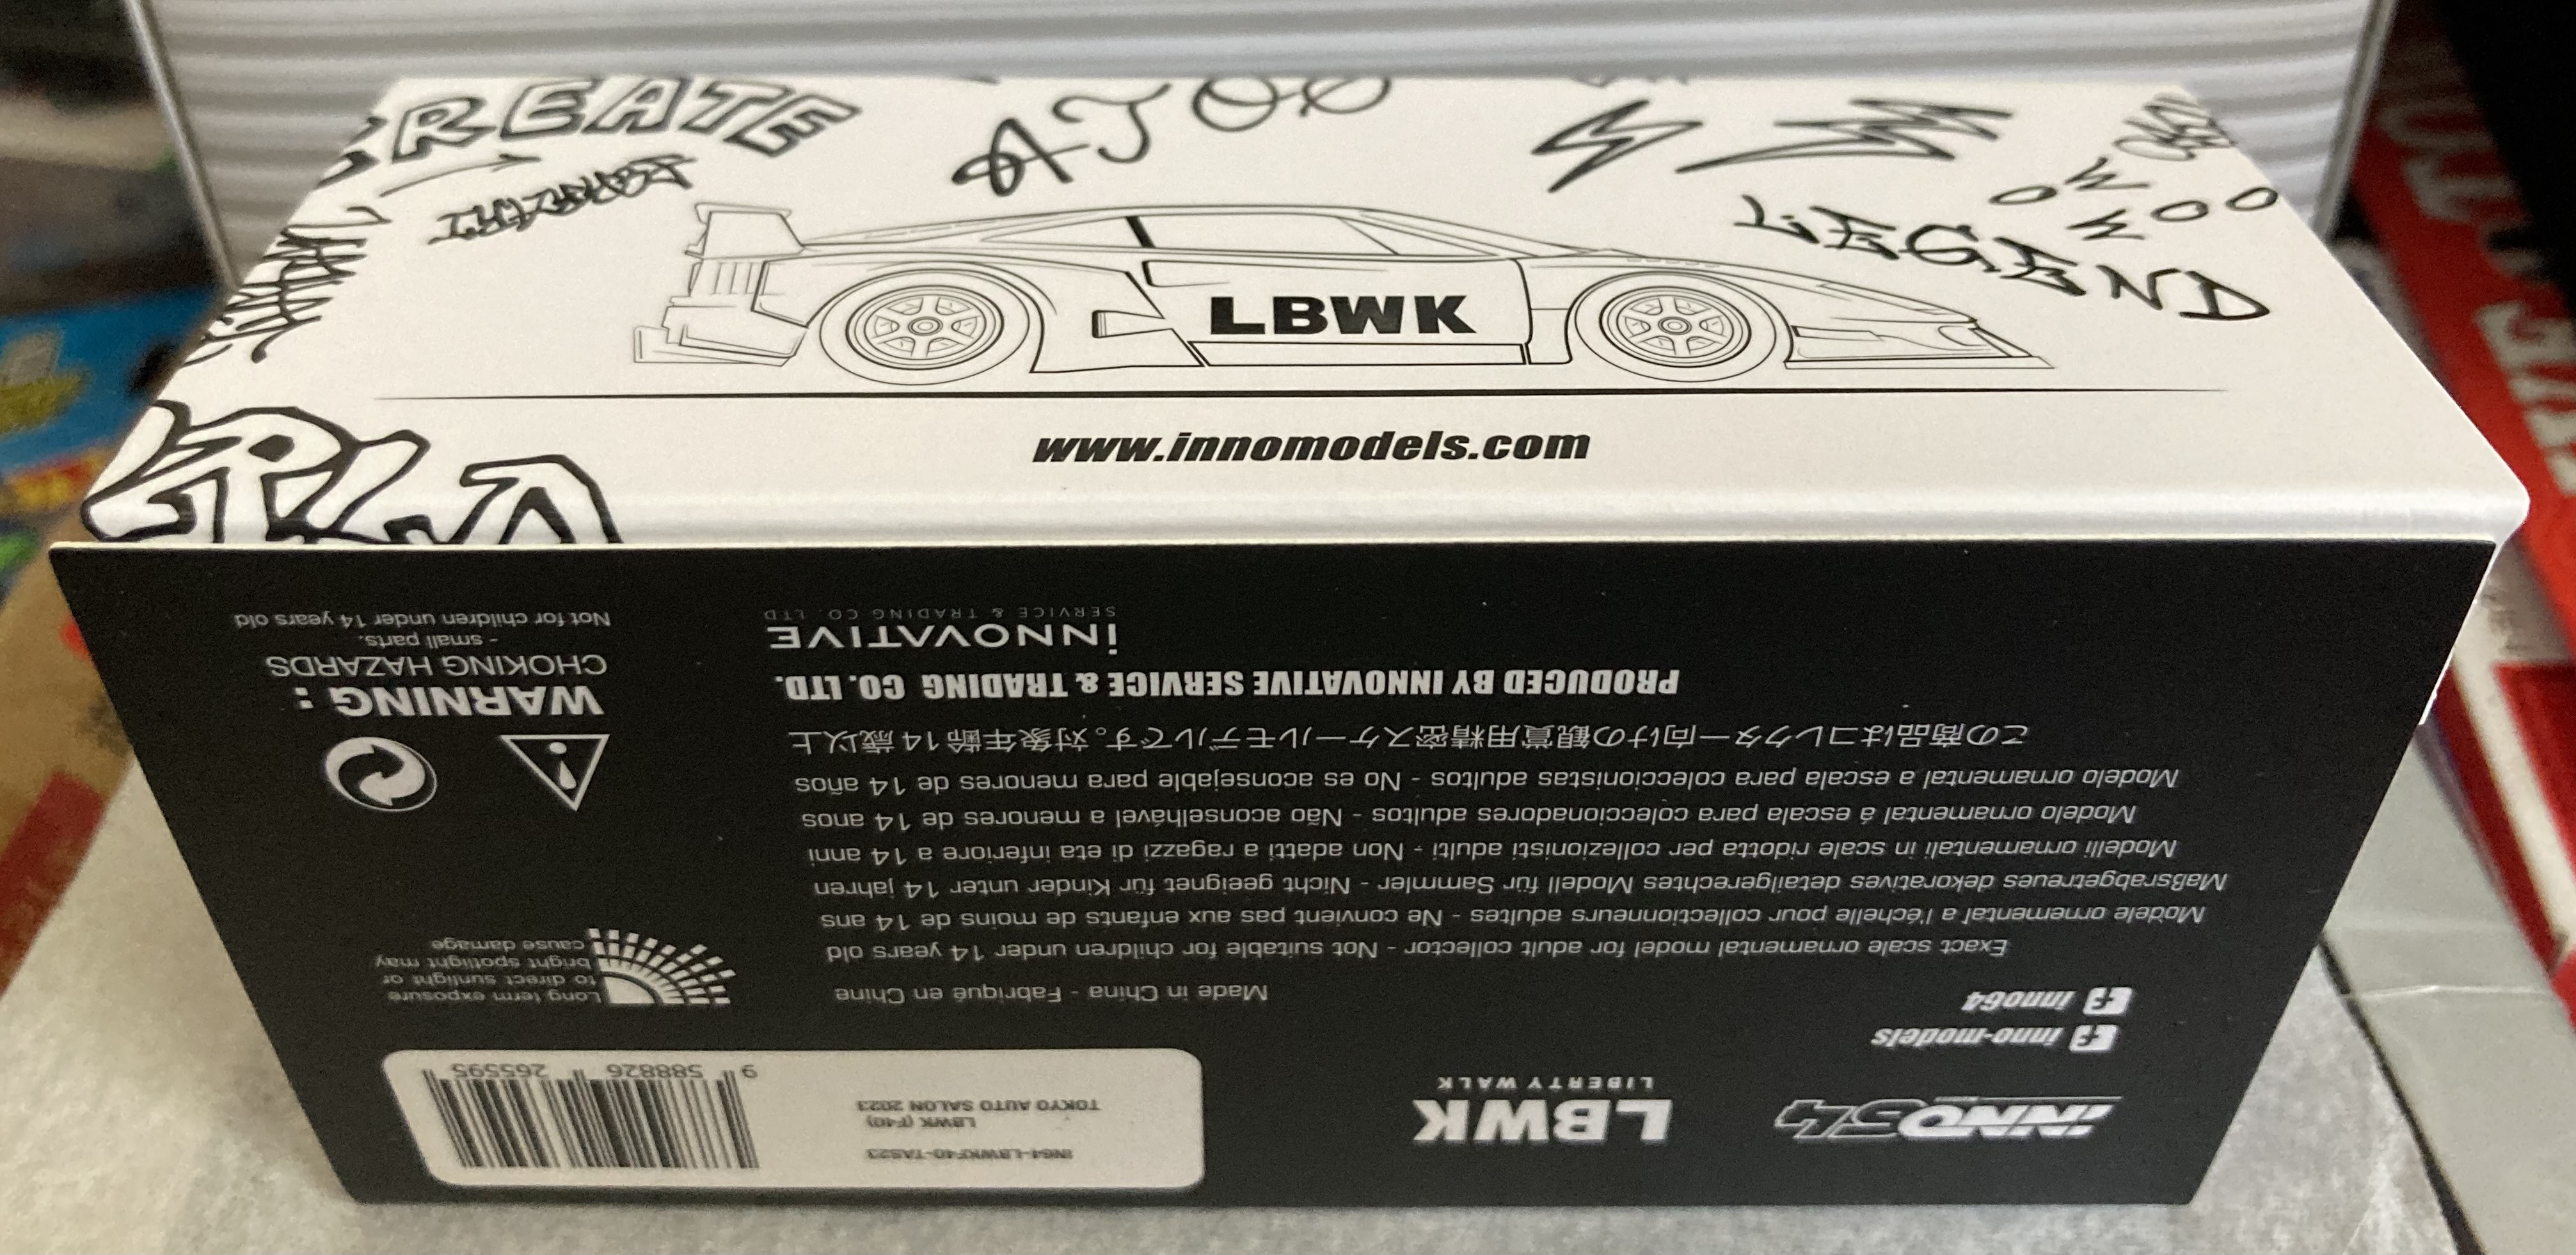 CREATE
ATOO
LEGEND
LBWK
www.innomodels.com
INNO64
LBWK
LIBERTY WALK
IN64-LBWKF40-TAS23
LBWK (F40)
TOKYO AUTO SALON 2023
9 588826 265595
inno-models
inno64
Made in China - Fabriqué en Chine
Long term exposure
to direct sunlight or
bright spotlight may
cause damage
Exact scale ornamental model for adult collector - Not suitable for children under 14 years old
Modèle ornemental a l'échelle pour collectionneurs adultes - Ne convient pas aux enfants de moins de 14 ans
Maßsrabgetreues dekoratives detailgerechtes Modell für Sammler - Nicht geeignet für Kinder unter 14 jahren
Modelli ornamentali in scale ridotta per collezionisti adulti - Non adatti a ragazzi di eta inferiore a 14 anni
Modelo ornamental á escala para coleccionadores adultos - Não aconselhável a menores de 14 anos
Modelo ornamental a escala para coleccionistas adultos - No es aconsejable para menores de 14 años
この商品はコレクター向けの観賞用精密スケールモデルです。対象年齢14歳以上
PRODUCED BY INNOVATIVE SERVICE & TRADING CO. LTD.
iNNOVATIVE
SERVICE & TRADING CO. LTD
WARNING :
CHOKING HAZARDS
- small parts.
Not for children under 14 years old